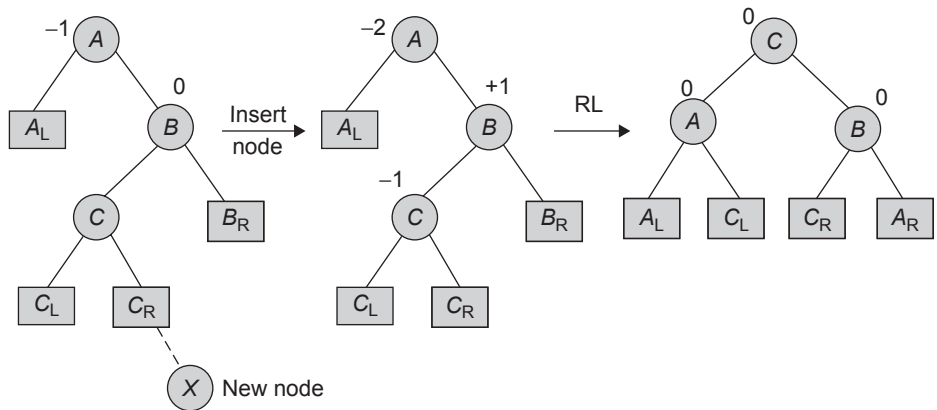 −1
A
A_L
0
B
Insert
node
C
B_R
C_L
C_R
X
New node
−2
A
A_L
+1
B
−1
C
B_R
C_L
C_R
RL
0
C
0
A
0
B
A_L
C_L
C_R
A_R